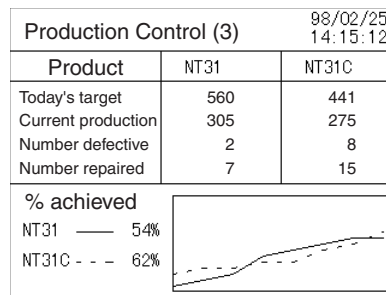 Production Control (3)
98/02/25
14:15:12
Product NT31 NT31C
Today's target 560 441
Current production 305 275
Number defective 2 8
Number repaired 7 15
% achieved
NT31 54%
NT31C 62%